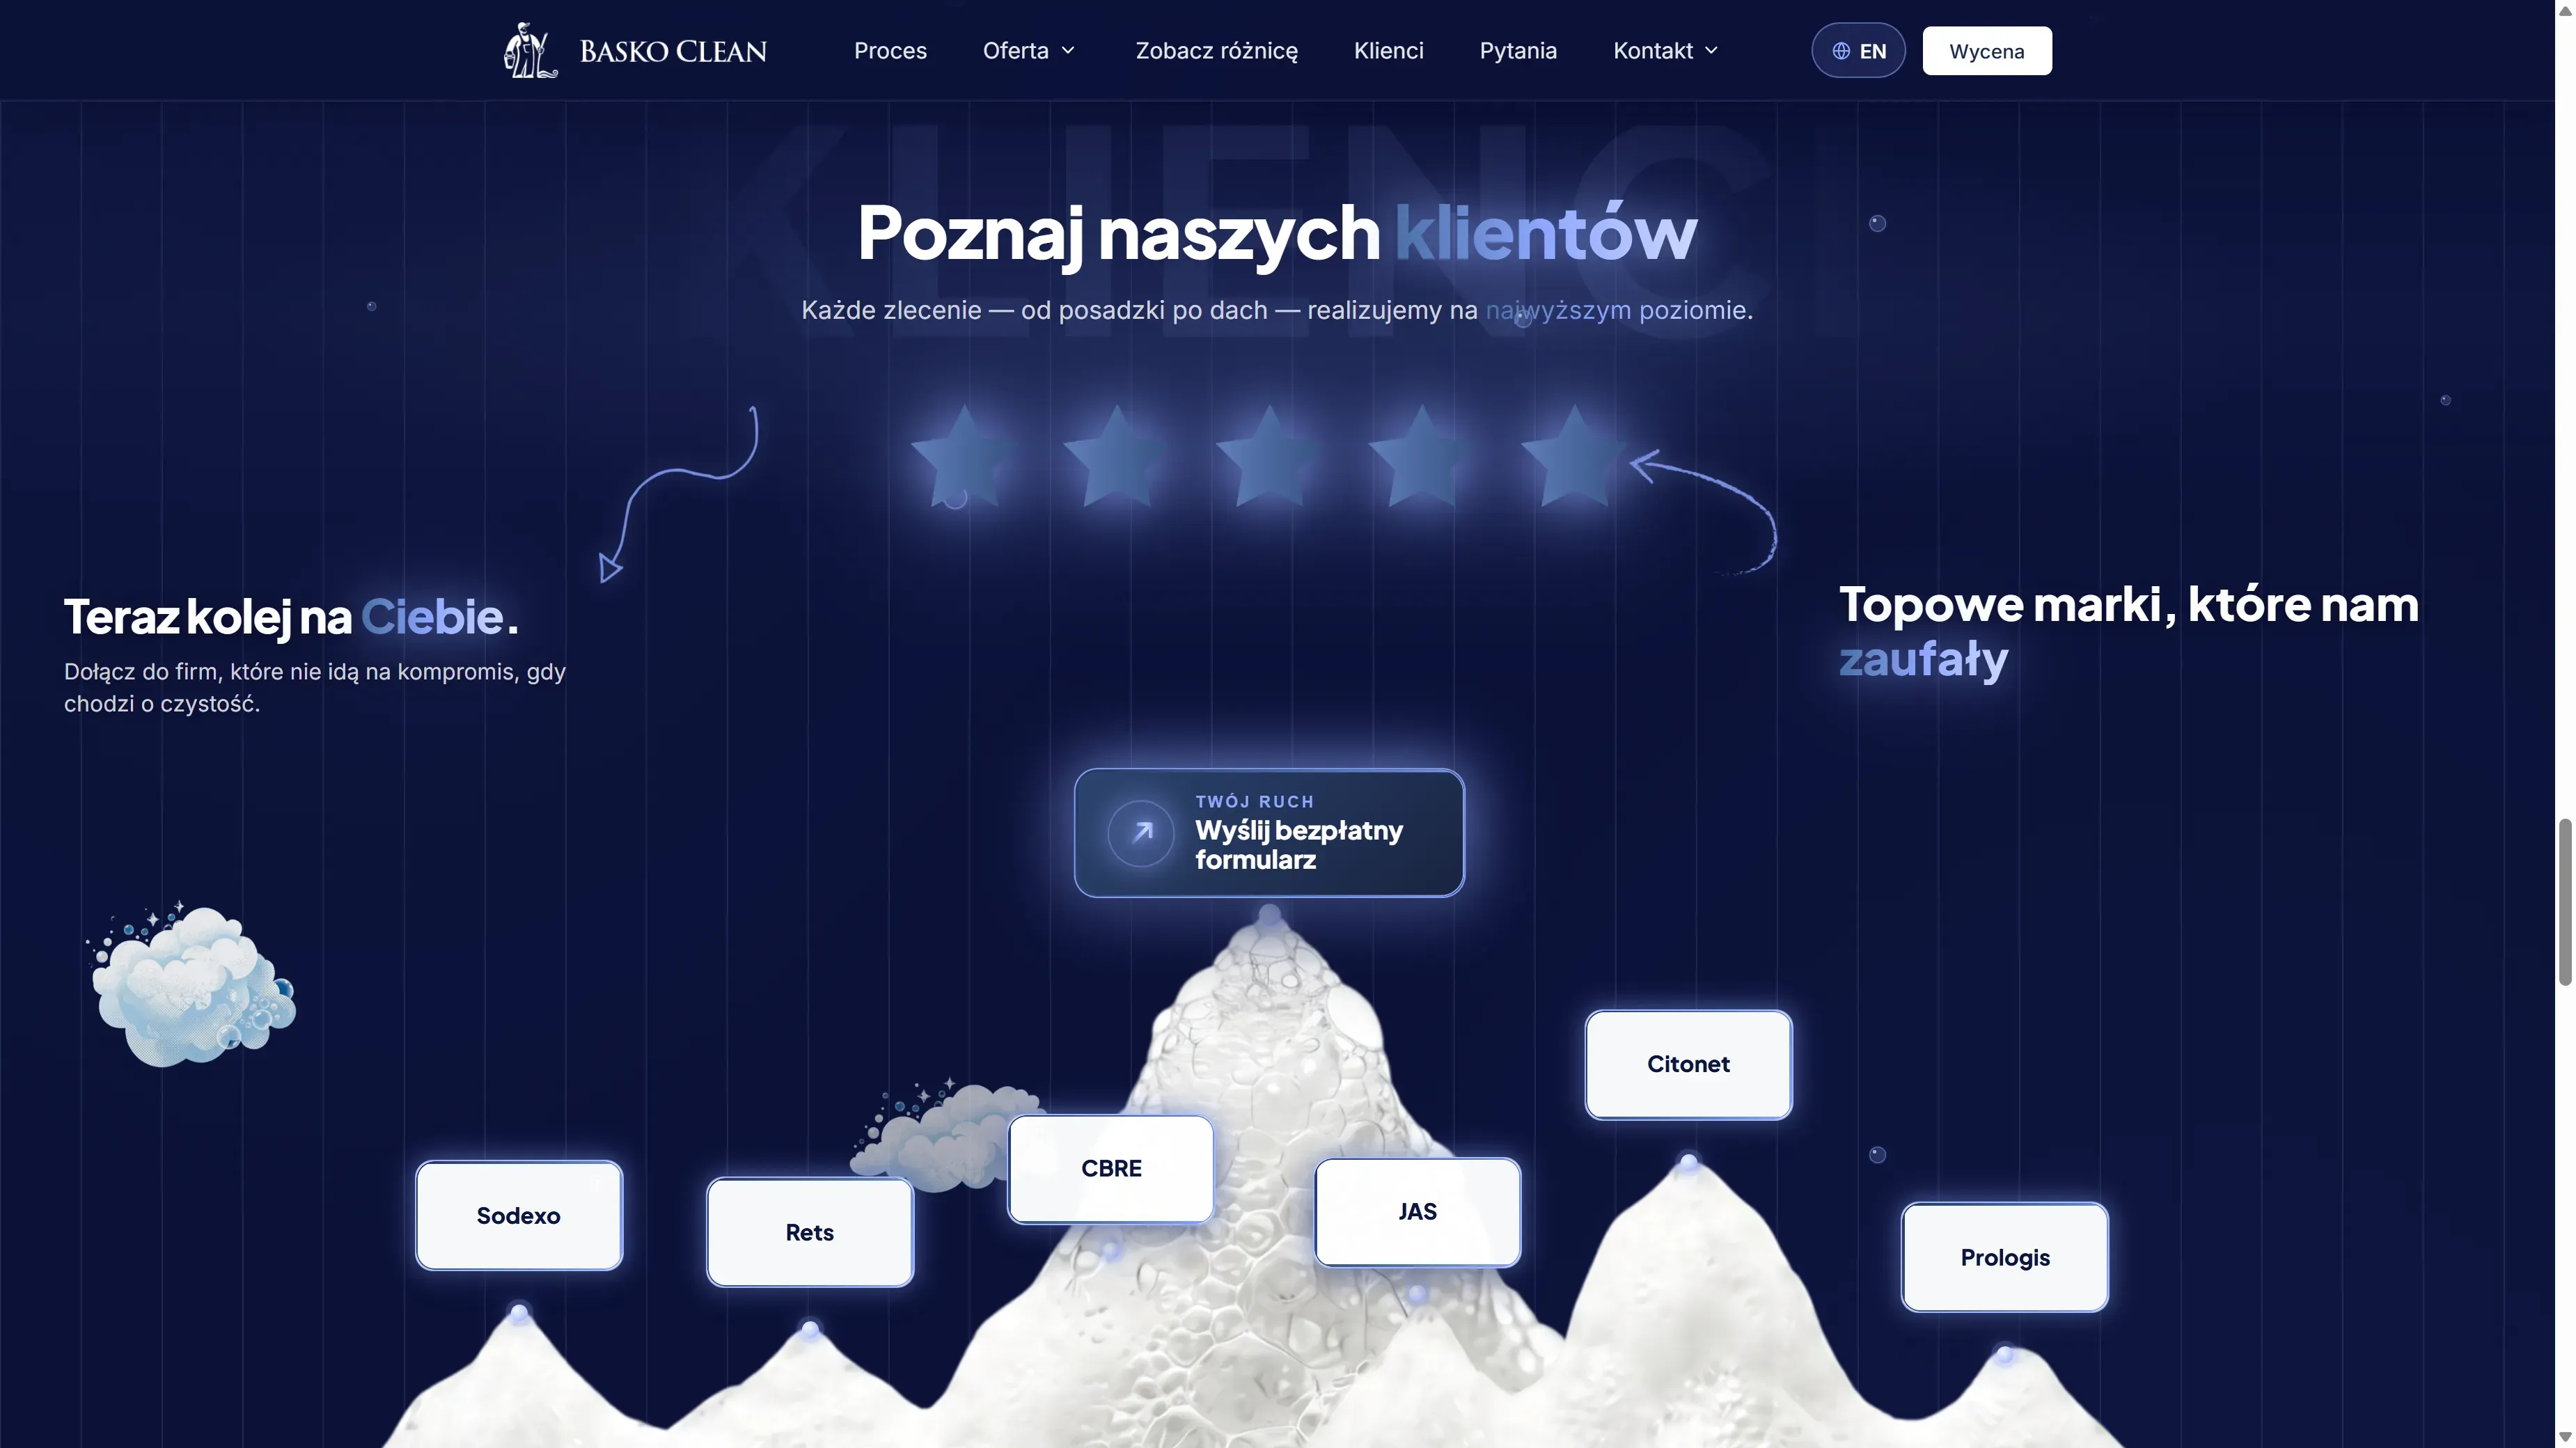 BASKO CLEAN
Proces
Oferta
Zobacz różnicę
Klienci
Pytania
Kontakt
EN
Wycena
KLIENCI
Poznaj naszych klientów
Każde zlecenie — od posadzki po dach — realizujemy na najwyższym poziomie.
Teraz kolej na Ciebie.
Dołącz do firm, które nie idą na kompromis, gdy
chodzi o czystość.
Topowe marki, które nam
zaufały
TWÓJ RUCH
Wyślij bezpłatny
formularz
Citonet
CBRE
Sodexo
Rets
JAS
Prologis